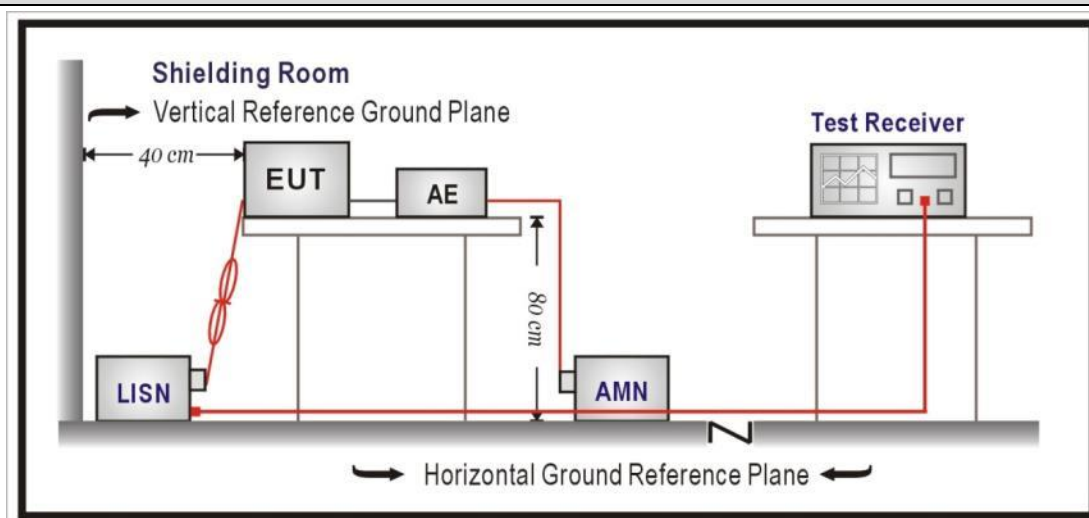 Shielding Room
Vertical Reference Ground Plane
Test Receiver
40 cm
EUT
AE
80 cm
LISN
AMN
Horizontal Ground Reference Plane